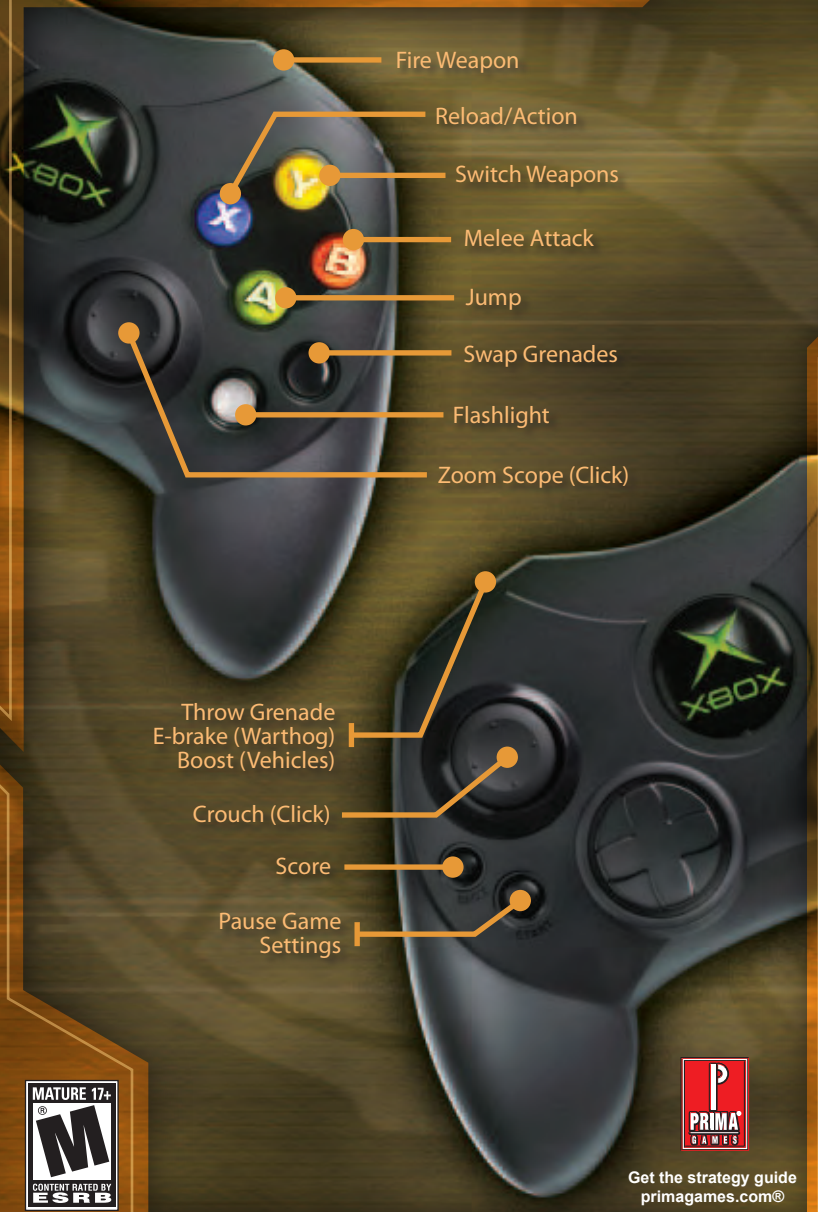 Fire Weapon
Reload/Action
XBOX
Y
Switch Weapons
X
B
Melee Attack
A
Jump
Swap Grenades
Flashlight
Zoom Scope (Click)
XBOX
Throw Grenade
E-brake (Warthog)
Boost (Vehicles)
Crouch (Click)
Score
BACK
Pause Game
Settings
START
MATURE 17+
®
M
CONTENT RATED BY
ESRB
P
PRIMA®
GAMES
Get the strategy guide
primagames.com®